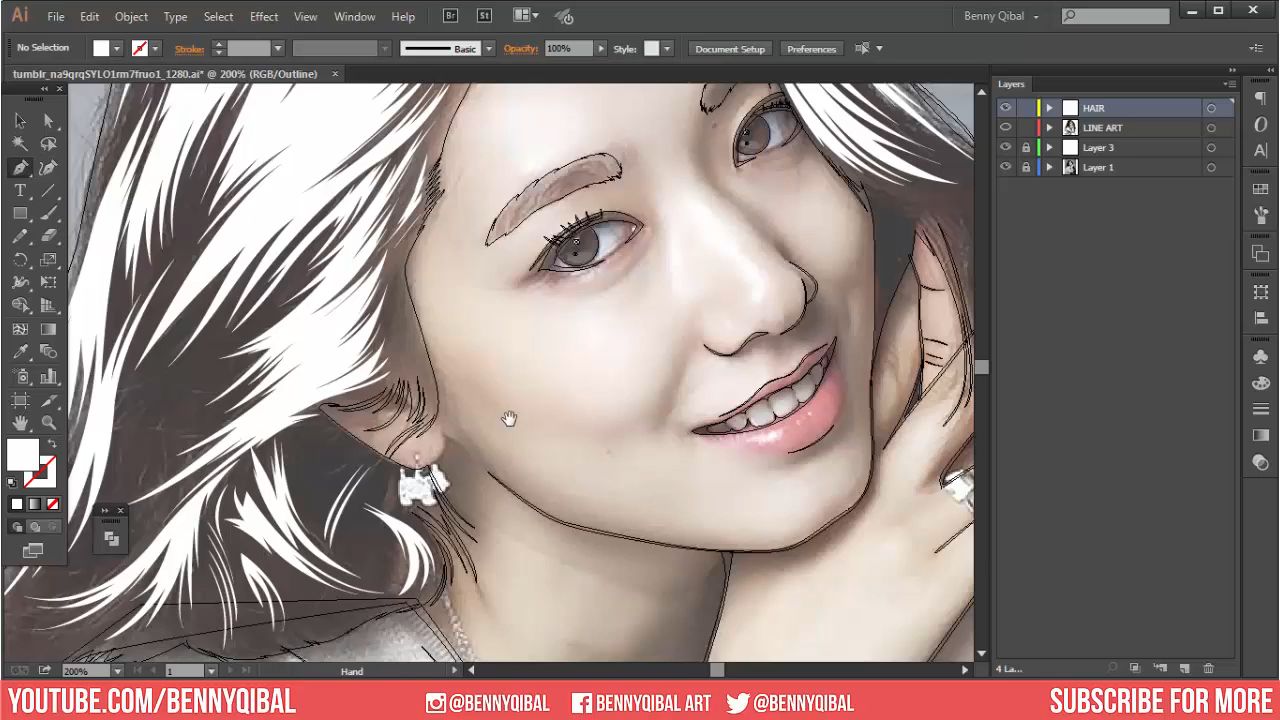 Ai File Edit Object Type Select Effect View Window Help Br St Benny Qibal
No Selection Stroke: Basic Opacity: 100% Style: Document Setup Preferences
tumblr_na9qrqSYLO1rm7fruo1_1280.ai* @ 200% (RGB/Outline) ×
Layers
HAIR
LINE ART
Layer 3
Layer 1
200% 1 Hand 4 La...
YOUTUBE.COM/BENNYQIBAL @BENNYQIBAL BENNYQIBAL ART @BENNYQIBAL SUBSCRIBE FOR MORE